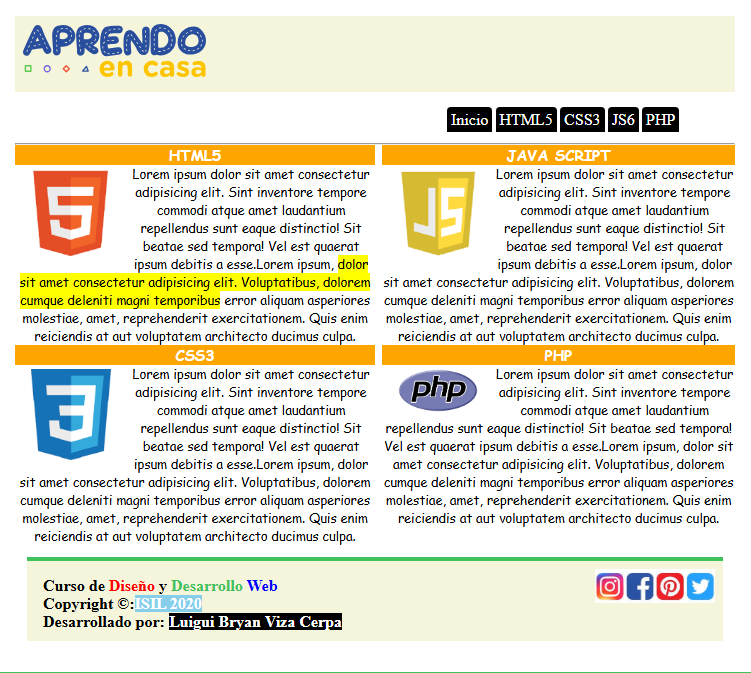 APRENDO
en casa
Inicio HTML5 CSS3 JS6 PHP
HTML5
5
Lorem ipsum dolor sit amet consectetur
adipisicing elit. Sint inventore tempore
commodi atque amet laudantium
repellendus sunt eaque distinctio! Sit
beatae sed tempora! Vel est quaerat
ipsum debitis a esse.Lorem ipsum, dolor
sit amet consectetur adipisicing elit. Voluptatibus, dolorem
cumque deleniti magni temporibus error aliquam asperiores
molestiae, amet, reprehenderit exercitationem. Quis enim
reiciendis at aut voluptatem architecto ducimus culpa.
JAVA SCRIPT
JS
Lorem ipsum dolor sit amet consectetur
adipisicing elit. Sint inventore tempore
commodi atque amet laudantium
repellendus sunt eaque distinctio! Sit
beatae sed tempora! Vel est quaerat
ipsum debitis a esse.Lorem ipsum, dolor
sit amet consectetur adipisicing elit. Voluptatibus, dolorem
cumque deleniti magni temporibus error aliquam asperiores
molestiae, amet, reprehenderit exercitationem. Quis enim
reiciendis at aut voluptatem architecto ducimus culpa.
CSS3
3
Lorem ipsum dolor sit amet consectetur
adipisicing elit. Sint inventore tempore
commodi atque amet laudantium
repellendus sunt eaque distinctio! Sit
beatae sed tempora! Vel est quaerat
ipsum debitis a esse.Lorem ipsum, dolor
sit amet consectetur adipisicing elit. Voluptatibus, dolorem
cumque deleniti magni temporibus error aliquam asperiores
molestiae, amet, reprehenderit exercitationem. Quis enim
reiciendis at aut voluptatem architecto ducimus culpa.
PHP
php
Lorem ipsum dolor sit amet consectetur
adipisicing elit. Sint inventore tempore
commodi atque amet laudantium
repellendus sunt eaque distinctio! Sit beatae sed tempora!
Vel est quaerat ipsum debitis a esse.Lorem ipsum, dolor sit
amet consectetur adipisicing elit. Voluptatibus, dolorem
cumque deleniti magni temporibus error aliquam asperiores
molestiae, amet, reprehenderit exercitationem. Quis enim
reiciendis at aut voluptatem architecto ducimus culpa.
Curso de Diseño y Desarrollo Web
Copyright ©:ISIL 2020
Desarrollado por: Luigui Bryan Viza Cerpa